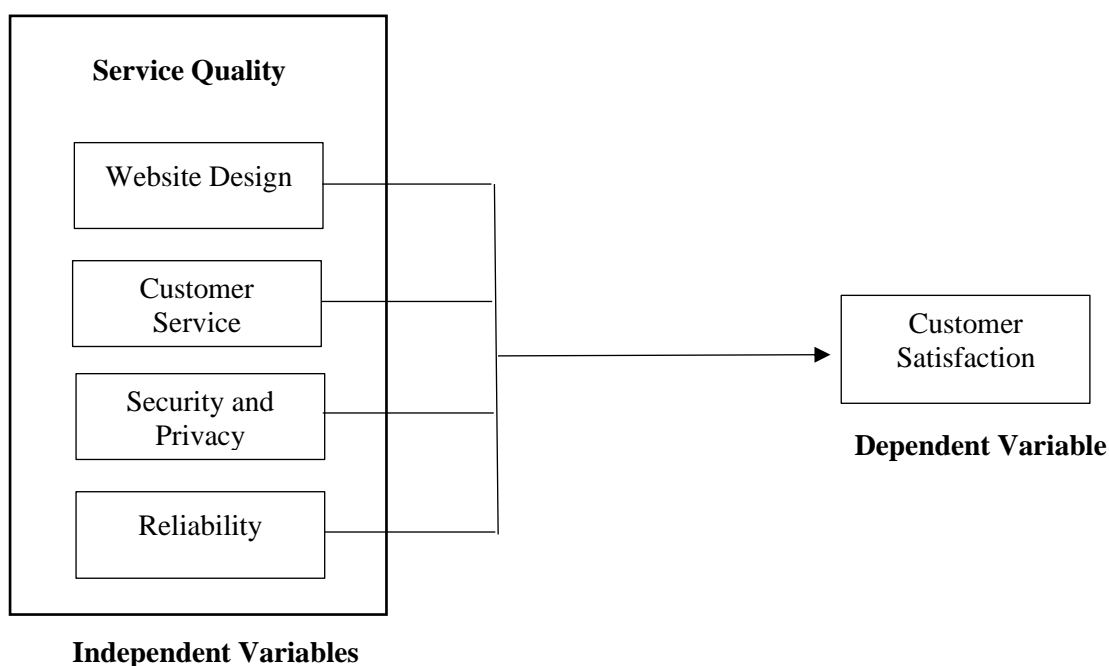 Service Quality
Website Design
Customer
Service
Security and
Privacy
Reliability
Independent Variables
Customer
Satisfaction
Dependent Variable